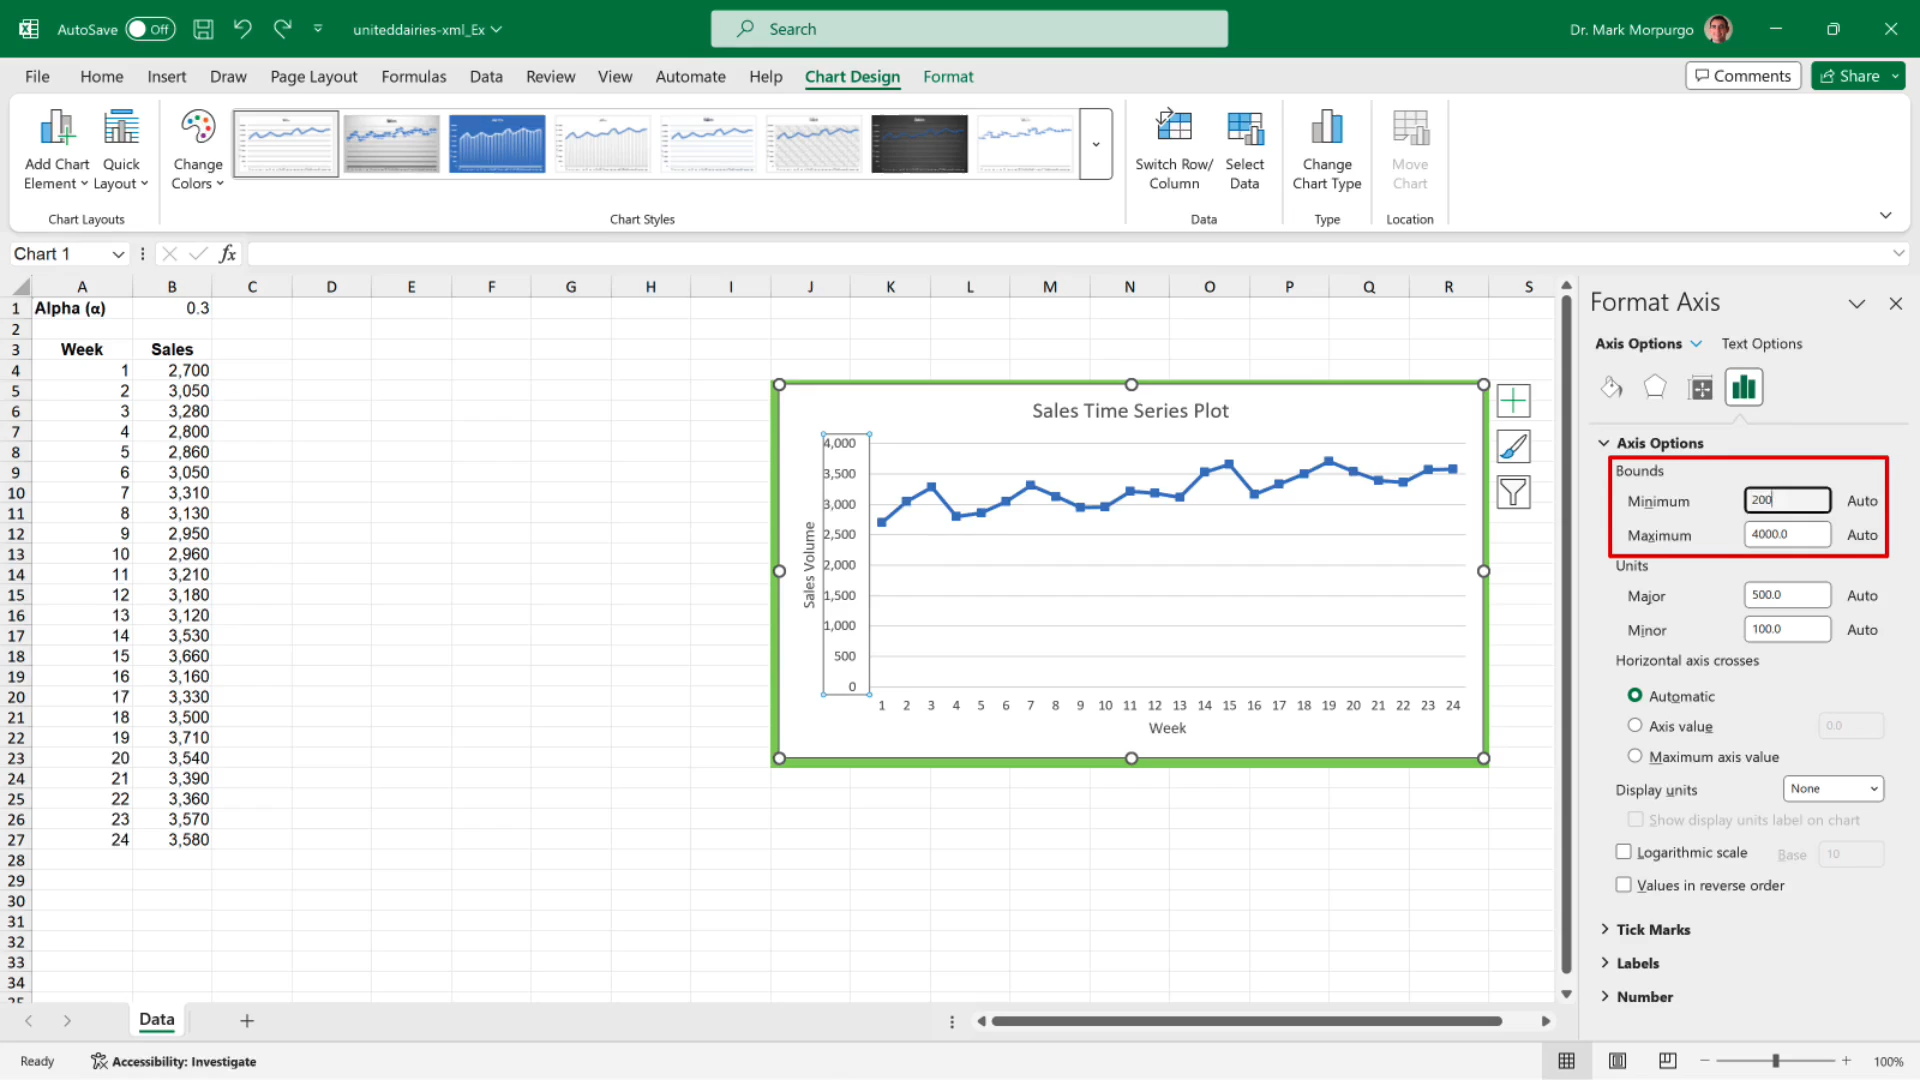 AutoSave Off uniteddairies-xml_Ex Search Dr. Mark Morpurgo
File Home Insert Draw Page Layout Formulas Data Review View Automate Help Chart Design Format Comments Share
Add Chart Element Quick Layout Change Colors Switch Row/ Column Select Data Change Chart Type Move Chart
Chart Layouts Chart Styles Data Type Location
Chart 1 fx
A B C D E F G H I J K L M N O P Q R S
1 Alpha (α) 0.3
2
3 Week Sales
4 1 2,700
5 2 3,050
6 3 3,280
7 4 2,800
8 5 2,860
9 6 3,050
10 7 3,310
11 8 3,130
12 9 2,950
13 10 2,960
14 11 3,210
15 12 3,180
16 13 3,120
17 14 3,530
18 15 3,660
19 16 3,160
20 17 3,330
21 18 3,500
22 19 3,710
23 20 3,540
24 21 3,390
25 22 3,360
26 23 3,570
27 24 3,580
28
29
30
31
32
33
34
35
Sales Time Series Plot
4,000
3,500
3,000
2,500
2,000
1,500
1,000
500
0
Sales Volume
1 2 3 4 5 6 7 8 9 10 11 12 13 14 15 16 17 18 19 20 21 22 23 24
Week
Format Axis
Axis Options Text Options
Axis Options
Bounds
Minimum 200 Auto
Maximum 4000.0 Auto
Units
Major 500.0 Auto
Minor 100.0 Auto
Horizontal axis crosses
Automatic
Axis value 0.0
Maximum axis value
Display units None
Show display units label on chart
Logarithmic scale Base 10
Values in reverse order
Tick Marks
Labels
Number
Data
Ready Accessibility: Investigate 100%